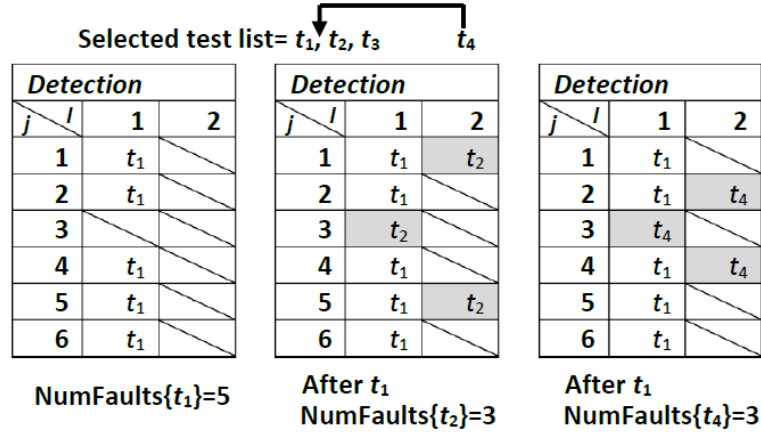 Selected test list= t₁, t₂, t₃ t₄
Detection
j l 1 2
1 t₁
2 t₁
3
4 t₁
5 t₁
6 t₁
NumFaults{t₁}=5
Detection
j l 1 2
1 t₁ t₂
2 t₁
3 t₂
4 t₁
5 t₁ t₂
6 t₁
After t₁
NumFaults{t₂}=3
Detection
j l 1 2
1 t₁
2 t₁ t₄
3 t₄
4 t₁ t₄
5 t₁
6 t₁
After t₁
NumFaults{t₄}=3